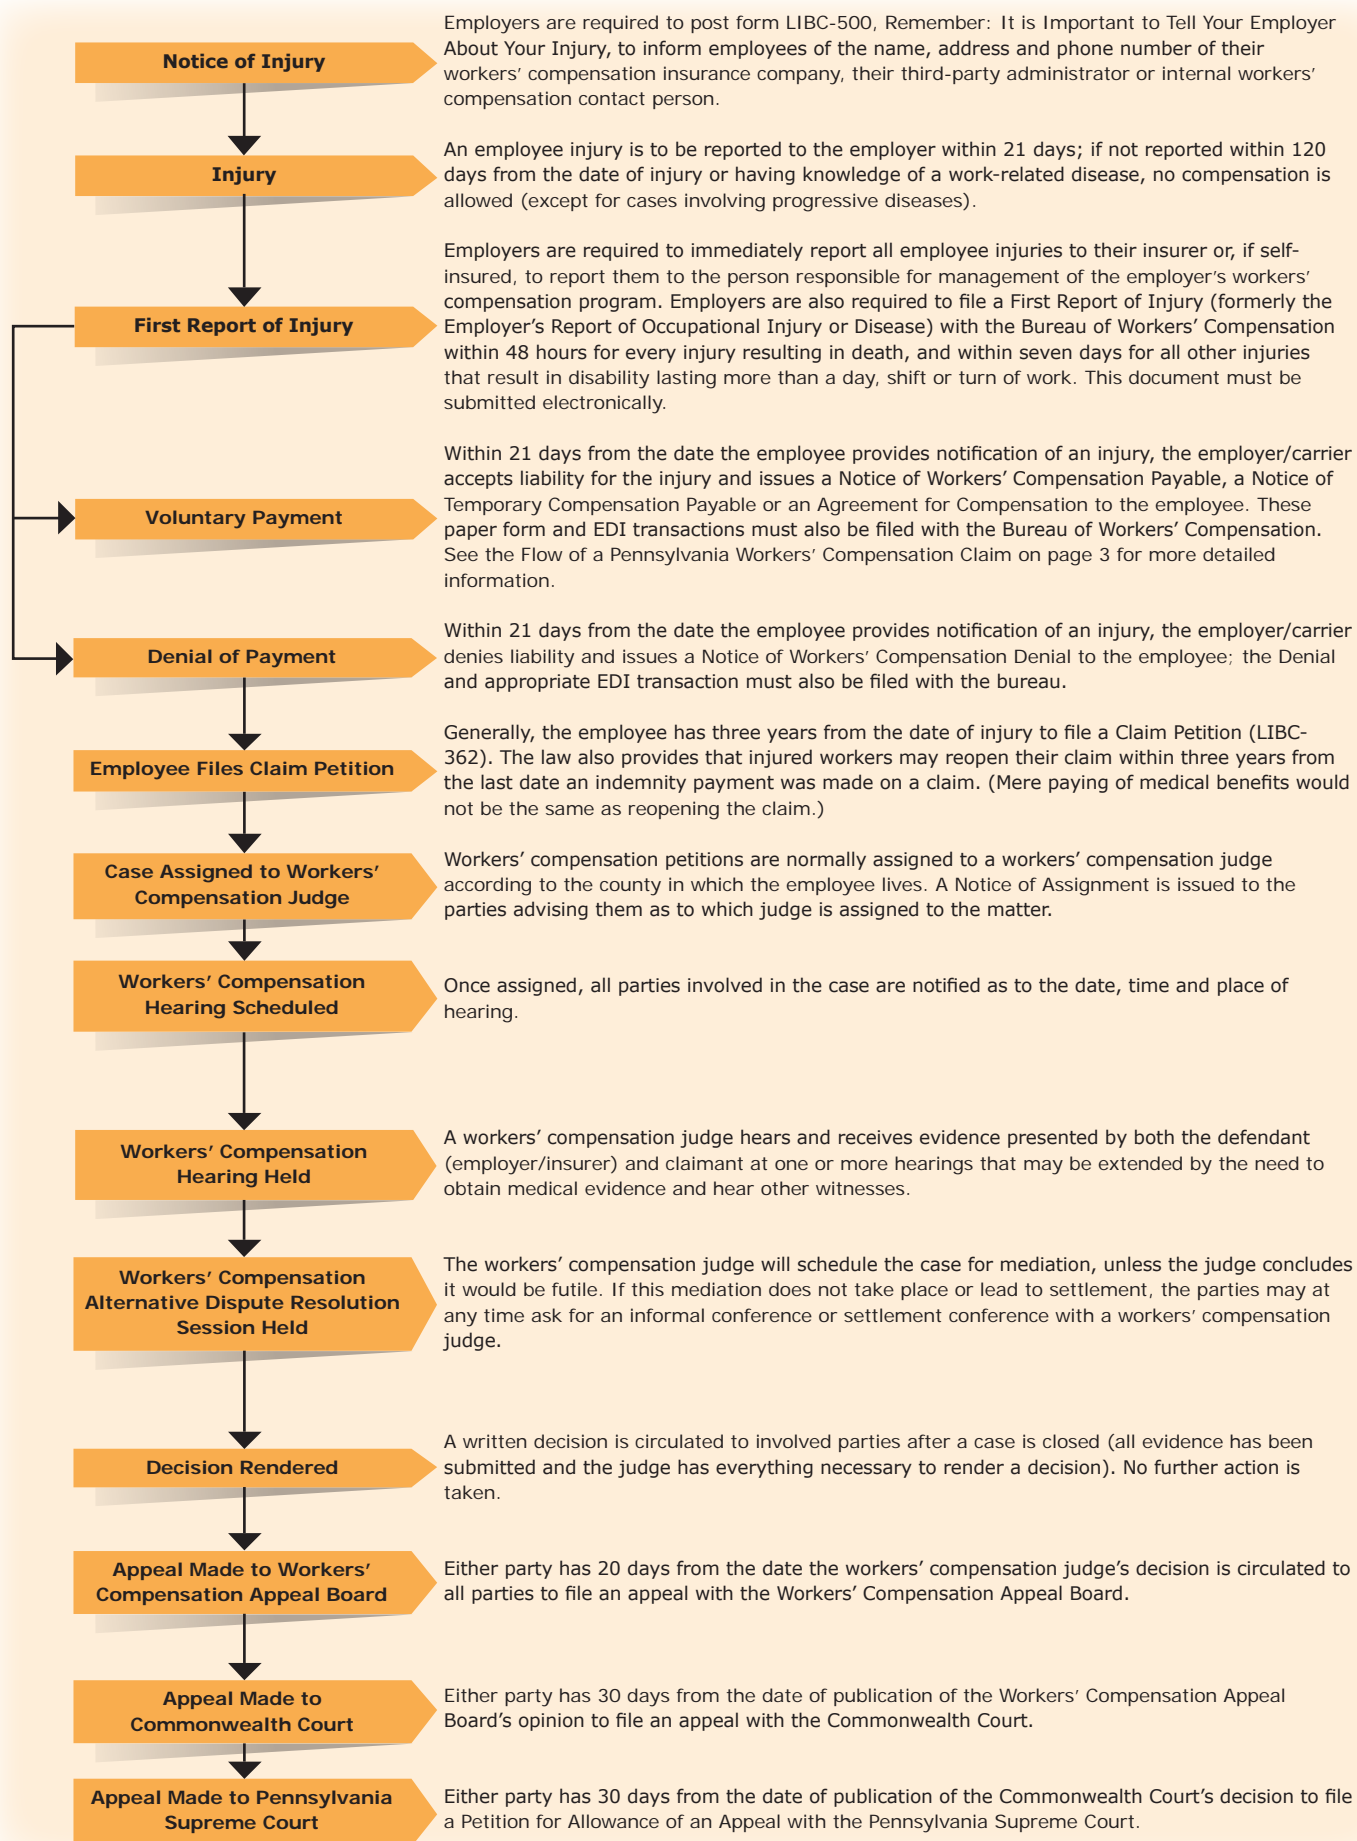 Notice of Injury
Employers are required to post form LIBC-500, Remember: It is Important to Tell Your Employer
About Your Injury, to inform employees of the name, address and phone number of their
workers’ compensation insurance company, their third-party administrator or internal workers’
compensation contact person.
Injury
An employee injury is to be reported to the employer within 21 days; if not reported within 120
days from the date of injury or having knowledge of a work-related disease, no compensation is
allowed (except for cases involving progressive diseases).
First Report of Injury
Employers are required to immediately report all employee injuries to their insurer or, if self-
insured, to report them to the person responsible for management of the employer’s workers’
compensation program. Employers are also required to file a First Report of Injury (formerly the
Employer’s Report of Occupational Injury or Disease) with the Bureau of Workers’ Compensation
within 48 hours for every injury resulting in death, and within seven days for all other injuries
that result in disability lasting more than a day, shift or turn of work. This document must be
submitted electronically.
Voluntary Payment
Within 21 days from the date the employee provides notification of an injury, the employer/carrier
accepts liability for the injury and issues a Notice of Workers’ Compensation Payable, a Notice of
Temporary Compensation Payable or an Agreement for Compensation to the employee. These
paper form and EDI transactions must also be filed with the Bureau of Workers’ Compensation.
See the Flow of a Pennsylvania Workers’ Compensation Claim on page 3 for more detailed
information.
Denial of Payment
Within 21 days from the date the employee provides notification of an injury, the employer/carrier
denies liability and issues a Notice of Workers’ Compensation Denial to the employee; the Denial
and appropriate EDI transaction must also be filed with the bureau.
Employee Files Claim Petition
Generally, the employee has three years from the date of injury to file a Claim Petition (LIBC-
362). The law also provides that injured workers may reopen their claim within three years from
the last date an indemnity payment was made on a claim. (Mere paying of medical benefits would
not be the same as reopening the claim.)
Case Assigned to Workers’
Compensation Judge
Workers’ compensation petitions are normally assigned to a workers’ compensation judge
according to the county in which the employee lives. A Notice of Assignment is issued to the
parties advising them as to which judge is assigned to the matter.
Workers’ Compensation
Hearing Scheduled
Once assigned, all parties involved in the case are notified as to the date, time and place of
hearing.
Workers’ Compensation
Hearing Held
A workers’ compensation judge hears and receives evidence presented by both the defendant
(employer/insurer) and claimant at one or more hearings that may be extended by the need to
obtain medical evidence and hear other witnesses.
Workers’ Compensation
Alternative Dispute Resolution
Session Held
The workers’ compensation judge will schedule the case for mediation, unless the judge concludes
it would be futile. If this mediation does not take place or lead to settlement, the parties may at
any time ask for an informal conference or settlement conference with a workers’ compensation
judge.
Decision Rendered
A written decision is circulated to involved parties after a case is closed (all evidence has been
submitted and the judge has everything necessary to render a decision). No further action is
taken.
Appeal Made to Workers’
Compensation Appeal Board
Either party has 20 days from the date the workers’ compensation judge’s decision is circulated to
all parties to file an appeal with the Workers’ Compensation Appeal Board.
Appeal Made to
Commonwealth Court
Either party has 30 days from the date of publication of the Workers’ Compensation Appeal
Board’s opinion to file an appeal with the Commonwealth Court.
Appeal Made to Pennsylvania
Supreme Court
Either party has 30 days from the date of publication of the Commonwealth Court’s decision to file
a Petition for Allowance of an Appeal with the Pennsylvania Supreme Court.